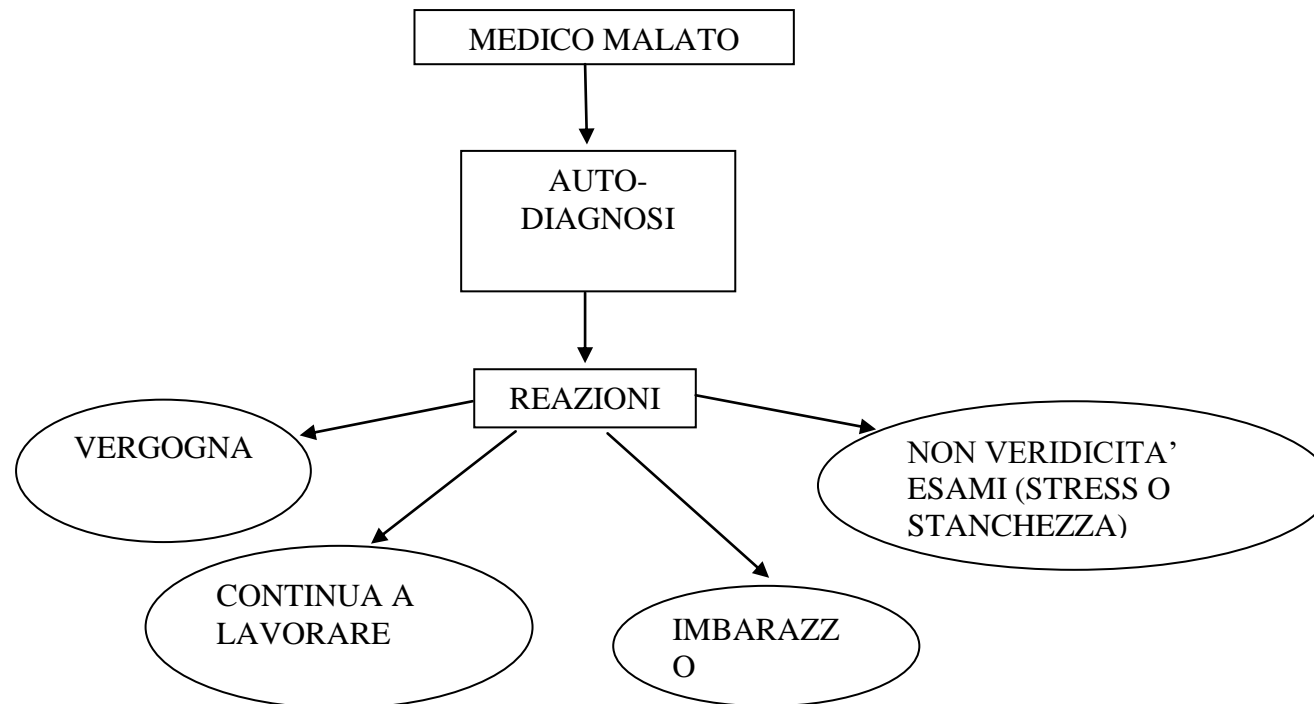 MEDICO MALATO
AUTO-
DIAGNOSI
REAZIONI
VERGOGNA
NON VERIDICITA’
ESAMI (STRESS O
STANCHEZZA)
CONTINUA A
LAVORARE
IMBARAZZ
O